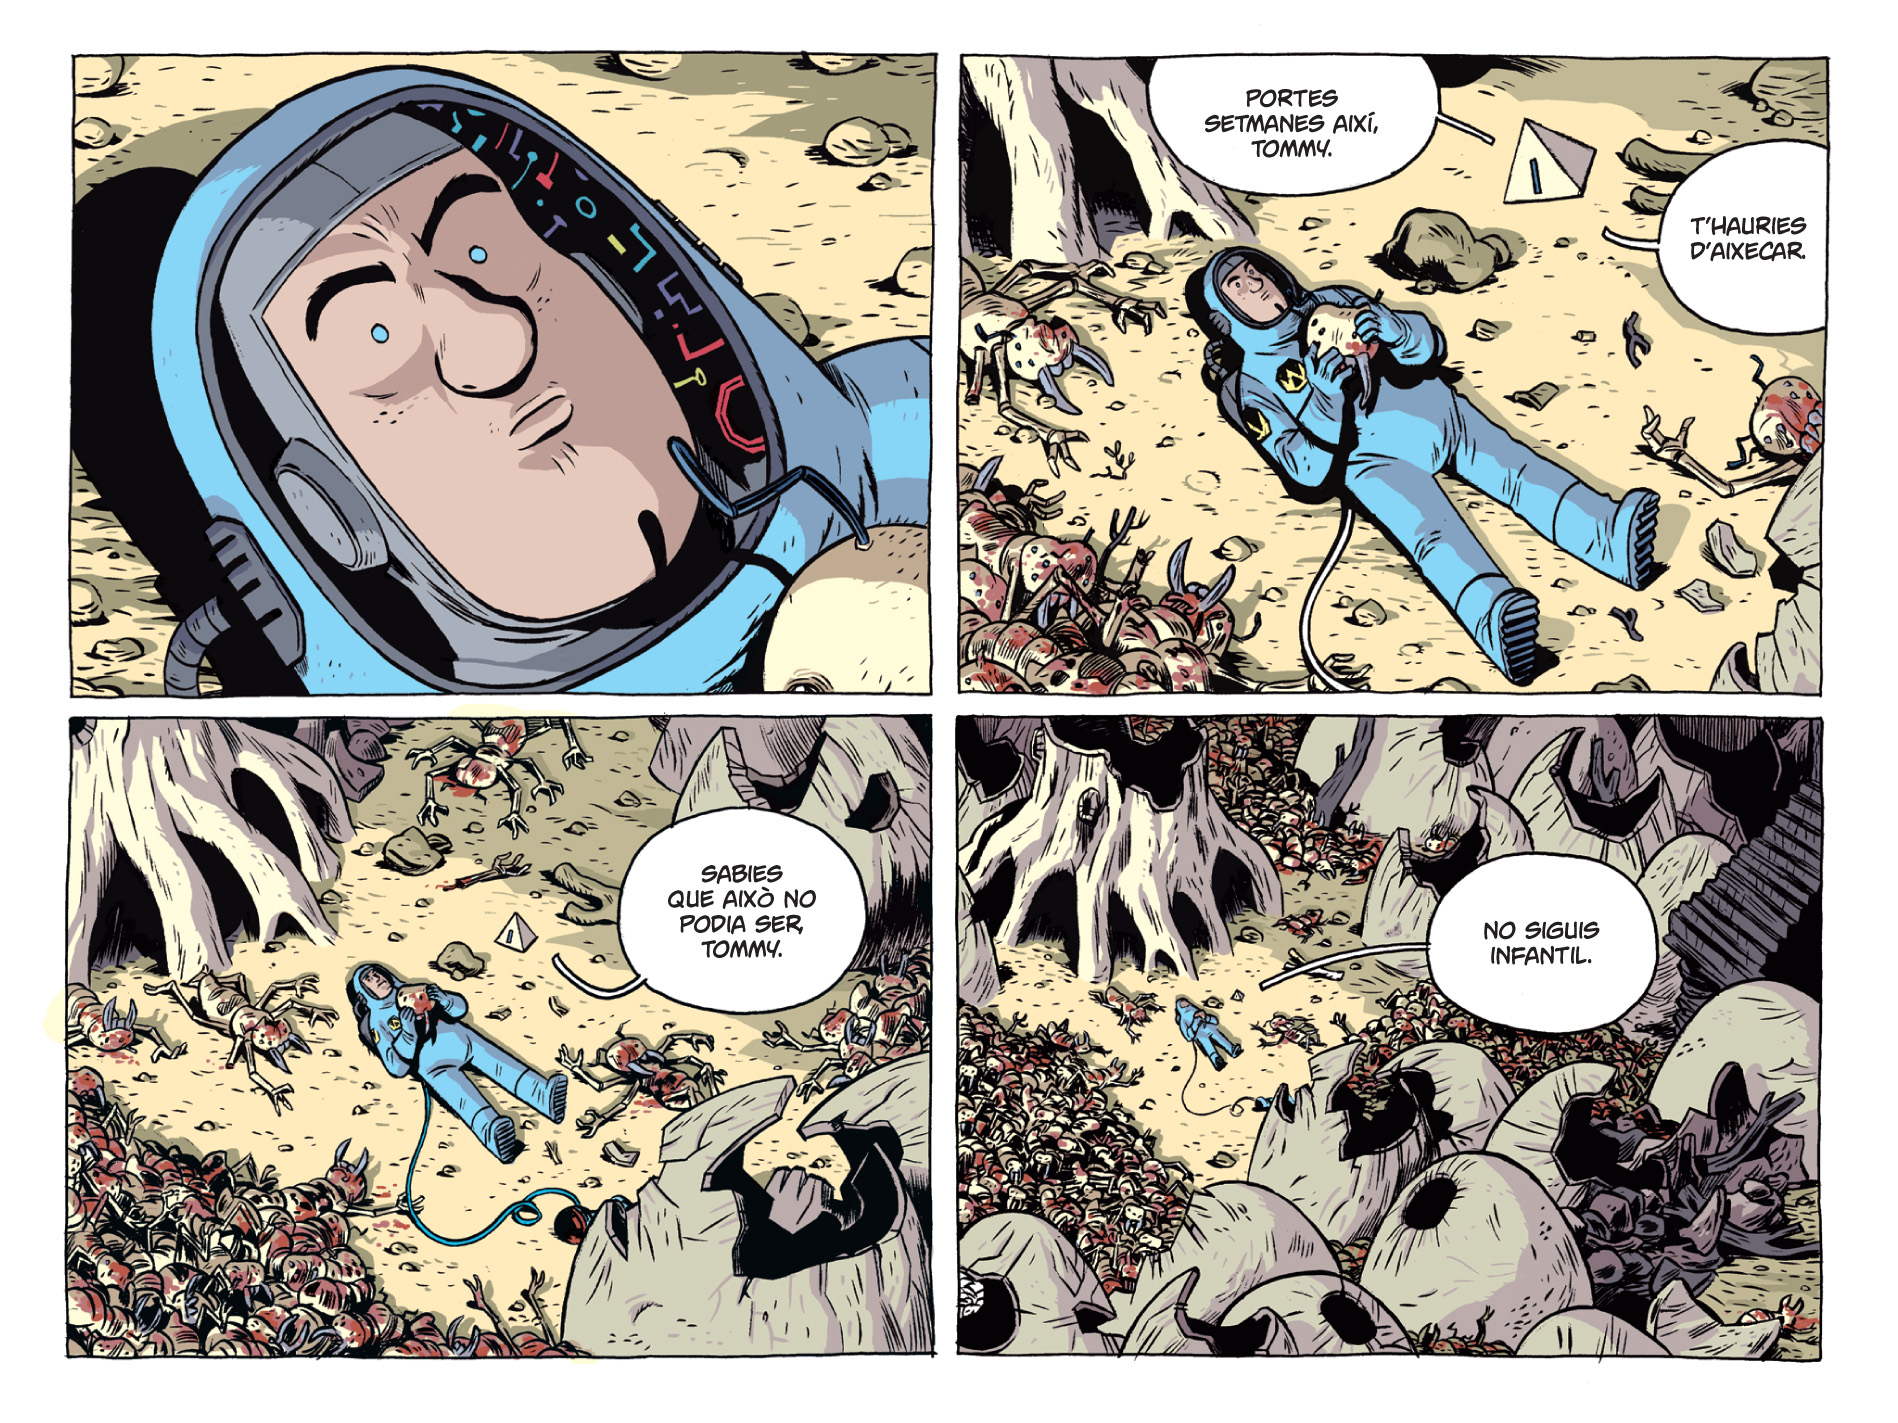 PORTES
SETMANES AIXÍ,
TOMMY.
T'HAURIES
D'AIXECAR.
SABIES
QUE AIXÒ NO
PODIA SER,
TOMMY.
NO SIGUIS
INFANTIL.